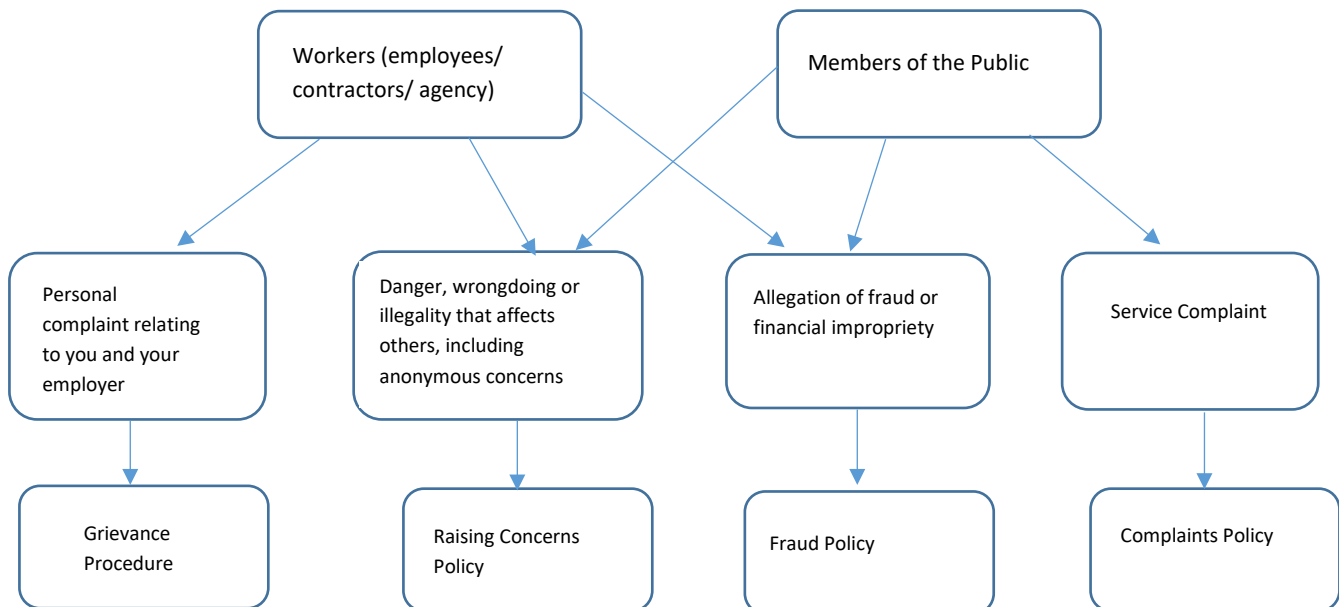 Workers (employees/
contractors/ agency)
Members of the Public
Personal
complaint relating
to you and your
employer
Danger, wrongdoing or
illegality that affects
others, including
anonymous concerns
Allegation of fraud or
financial impropriety
Service Complaint
Grievance
Procedure
Raising Concerns
Policy
Fraud Policy
Complaints Policy